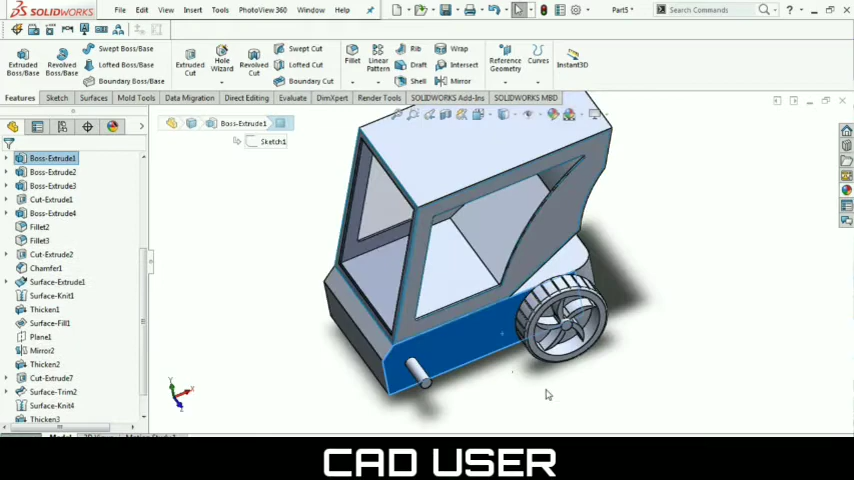 SOLIDWORKS File Edit View Insert Tools PhotoView 360 Window Help Part5* Search Commands
Extruded Boss/Base
Revolved Boss/Base
Swept Boss/Base
Lofted Boss/Base
Boundary Boss/Base
Extruded Cut
Hole Wizard
Revolved Cut
Swept Cut
Lofted Cut
Boundary Cut
Fillet
Linear Pattern
Rib
Draft
Shell
Wrap
Intersect
Mirror
Reference Geometry
Curves
Instant3D
Features Sketch Surfaces Mold Tools Data Migration Direct Editing Evaluate DimXpert Render Tools SOLIDWORKS Add-Ins SOLIDWORKS MBD
Boss-Extrude1
Sketch1
Boss-Extrude1
Boss-Extrude2
Boss-Extrude3
Cut-Extrude1
Boss-Extrude4
Fillet2
Fillet3
Cut-Extrude2
Chamfer1
Surface-Extrude1
Surface-Knit1
Thicken1
Surface-Fill1
Plane1
Mirror2
Thicken2
Cut-Extrude7
Surface-Trim2
Surface-Knit4
Thicken3
CAD USER